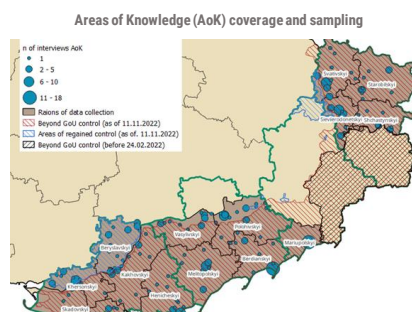 Areas of Knowledge (AoK) coverage and sampling
n of interviews AoK
1
2 - 5
6 - 10
11 - 18
Raions of data collection
Beyond GoU control (as of 11.11.2022)
Areas of regained control (as of. 11.11.2022)
Beyond GoU control (before 24.02.2022)
Svativskyi
Starobilskyi
Sievierodonetskyi
Shchastynskyi
Vasylivskyi
Polohivskyi
Mariupolskyi
Beryslavskyi
Berdianskyi
Kakhovskyi
Melitopolskyi
Khersonskyi
Henicheskyi
Skadovskyi